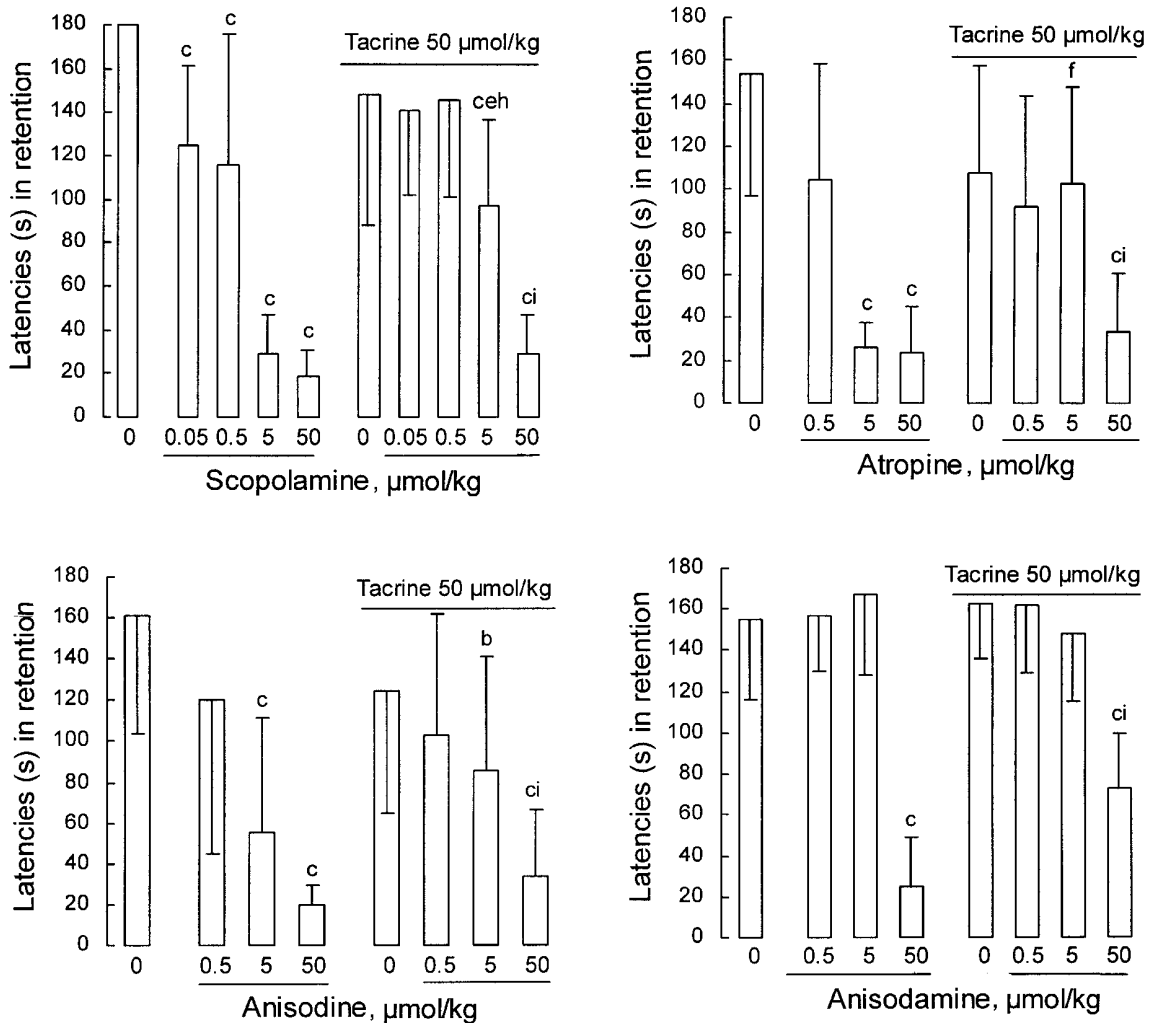 Latencies (s) in retention
180
160
140
120
100
80
60
40
20
0
c
c
c
c
Tacrine 50 µmol/kg
ceh
ci
0 0.05 0.5 5 50 0 0.05 0.5 5 50
Scopolamine, µmol/kg
Latencies (s) in retention
180
160
140
120
100
80
60
40
20
0
c
c
Tacrine 50 µmol/kg
f
ci
0 0.5 5 50 0 0.5 5 50
Atropine, µmol/kg
Latencies (s) in retention
180
160
140
120
100
80
60
40
20
0
c
c
Tacrine 50 µmol/kg
b
ci
0 0.5 5 50 0 0.5 5 50
Anisodine, µmol/kg
Latencies (s) in retention
180
160
140
120
100
80
60
40
20
0
c
Tacrine 50 µmol/kg
ci
0 0.5 5 50 0 0.5 5 50
Anisodamine, µmol/kg